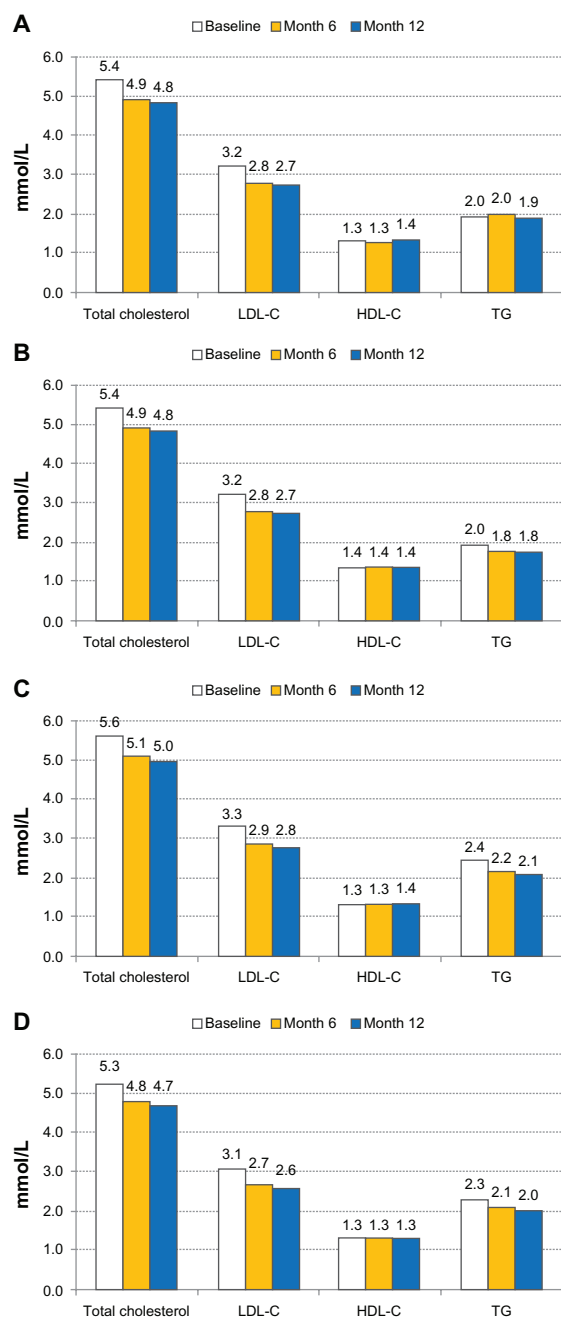 A
Baseline Month 6 Month 12
mmol/L
6.0
5.0
4.0
3.0
2.0
1.0
0.0
5.4 4.9 4.8
3.2 2.8 2.7
1.3 1.3 1.4
2.0 2.0 1.9
Total cholesterol LDL-C HDL-C TG
B
Baseline Month 6 Month 12
mmol/L
6.0
5.0
4.0
3.0
2.0
1.0
0.0
5.4 4.9 4.8
3.2 2.8 2.7
1.4 1.4 1.4
2.0 1.8 1.8
Total cholesterol LDL-C HDL-C TG
C
Baseline Month 6 Month 12
mmol/L
6.0
5.0
4.0
3.0
2.0
1.0
0.0
5.6 5.1 5.0
3.3 2.9 2.8
1.3 1.3 1.4
2.4 2.2 2.1
Total cholesterol LDL-C HDL-C TG
D
Baseline Month 6 Month 12
mmol/L
6.0
5.0
4.0
3.0
2.0
1.0
0.0
5.3 4.8 4.7
3.1 2.7 2.6
1.3 1.3 1.3
2.3 2.1 2.0
Total cholesterol LDL-C HDL-C TG